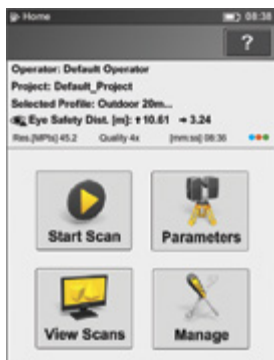 Home 08:38
?
Operator: Default Operator
Project: Default_Project
Selected Profile: Outdoor 20m...
Eye Safety Dist. [m]: 10.61 3.24
Res.[MPts] 45.2 Quality 4x [mm:ss] 08:36
Start Scan Parameters
View Scans Manage